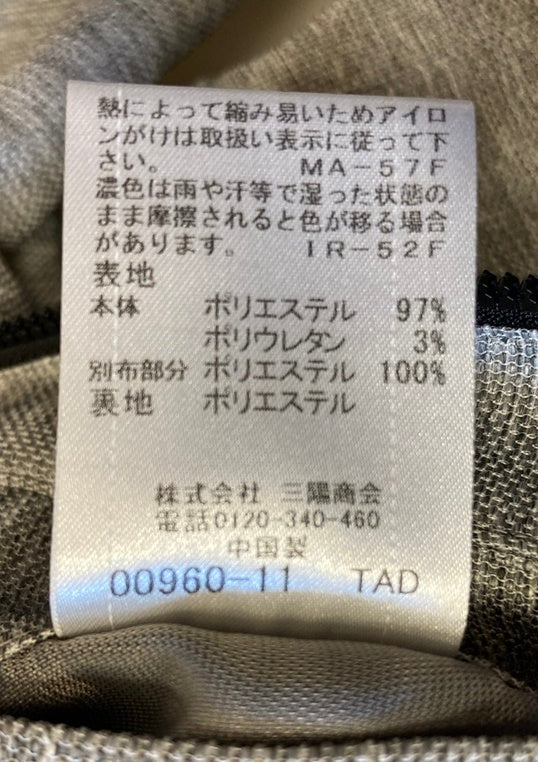 熱によって縮み易いためアイロ
ンがけは取扱い表示に従って下
さい。 MA-57F
濃色は雨や汗等で湿った状態の
まま摩擦されると色が移る場合
があります。 IR-52F
表地
本体 ポリエステル 97%
ポリウレタン 3%
別布部分 ポリエステル 100%
裏地 ポリエステル
株式会社 三陽商会
電話0120-340-460
中国製
00960-11 TAD